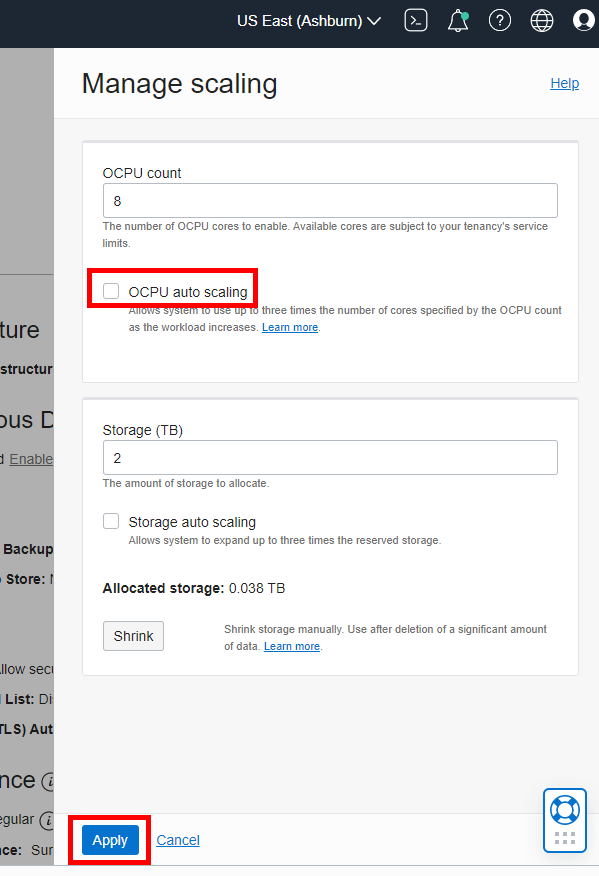 US East (Ashburn)
Manage scaling
Help
OCPU count
8
The number of OCPU cores to enable. Available cores are subject to your tenancy's service
limits.
OCPU auto scaling
Allows system to use up to three times the number of cores specified by the OCPU count
as the workload increases. Learn more.
Storage (TB)
2
The amount of storage to allocate.
Storage auto scaling
Allows system to expand up to three times the reserved storage.
Allocated storage: 0.038 TB
Shrink
Shrink storage manually. Use after deletion of a significant amount
of data. Learn more.
Apply
Cancel
ture
structur
ous D
d Enable
Backup
Store: N
llow secu
List: Dis
TLS) Aut
nce
egular
nce: Sun